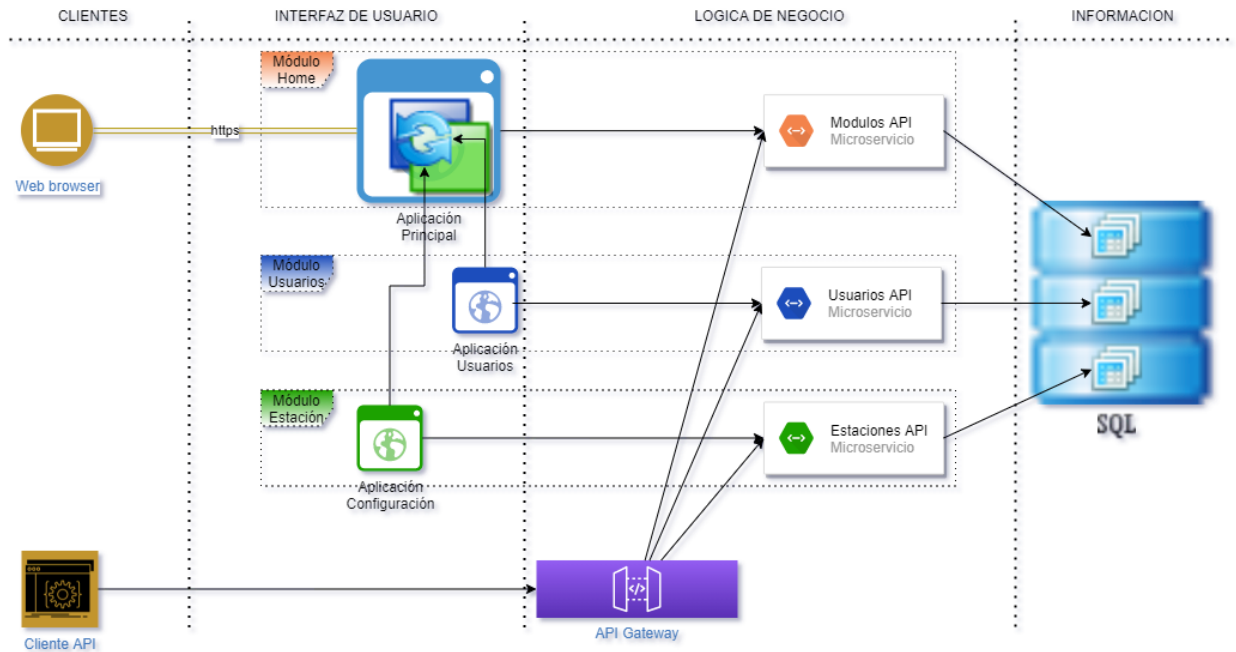 CLIENTES
INTERFAZ DE USUARIO
LOGICA DE NEGOCIO
INFORMACION
Módulo
Home
https
Modulos API
Microservicio
Web browser
Aplicación
Principal
Módulo
Usuarios
Usuarios API
Microservicio
Aplicación
Usuarios
Módulo
Estación
Estaciones API
Microservicio
SQL
Aplicación
Configuración
</>
API Gateway
Cliente API